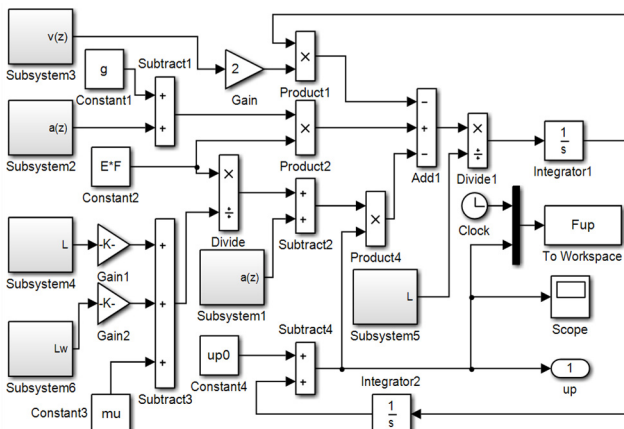 v(z)
Subsystem3
g
Constant1
Subtract1
+
+
2
Gain
×
Product1
a(z)
Subsystem2
E*F
Constant2
×
Product2
−
+
−
Add1
×
÷
Divide1
1
s
Integrator1
×
÷
Divide
+
+
Subtract2
×
Product4
Clock
Fup
To Workspace
L
Subsystem4
-K-
Gain1
a(z)
Subsystem1
L
Subsystem5
Scope
Lw
Subsystem6
-K-
Gain2
+
+
+
Subtract3
mu
Constant3
up0
Constant4
Subtract4
+
+
Integrator2
1
s
1
up